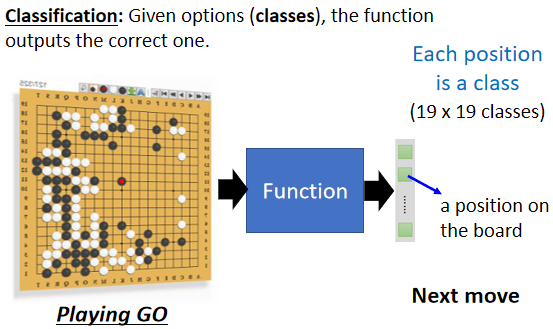 Classification: Given options (classes), the function
outputs the correct one.
Each position
is a class
(19 x 19 classes)
Function
a position on
the board
Next move
Playing GO